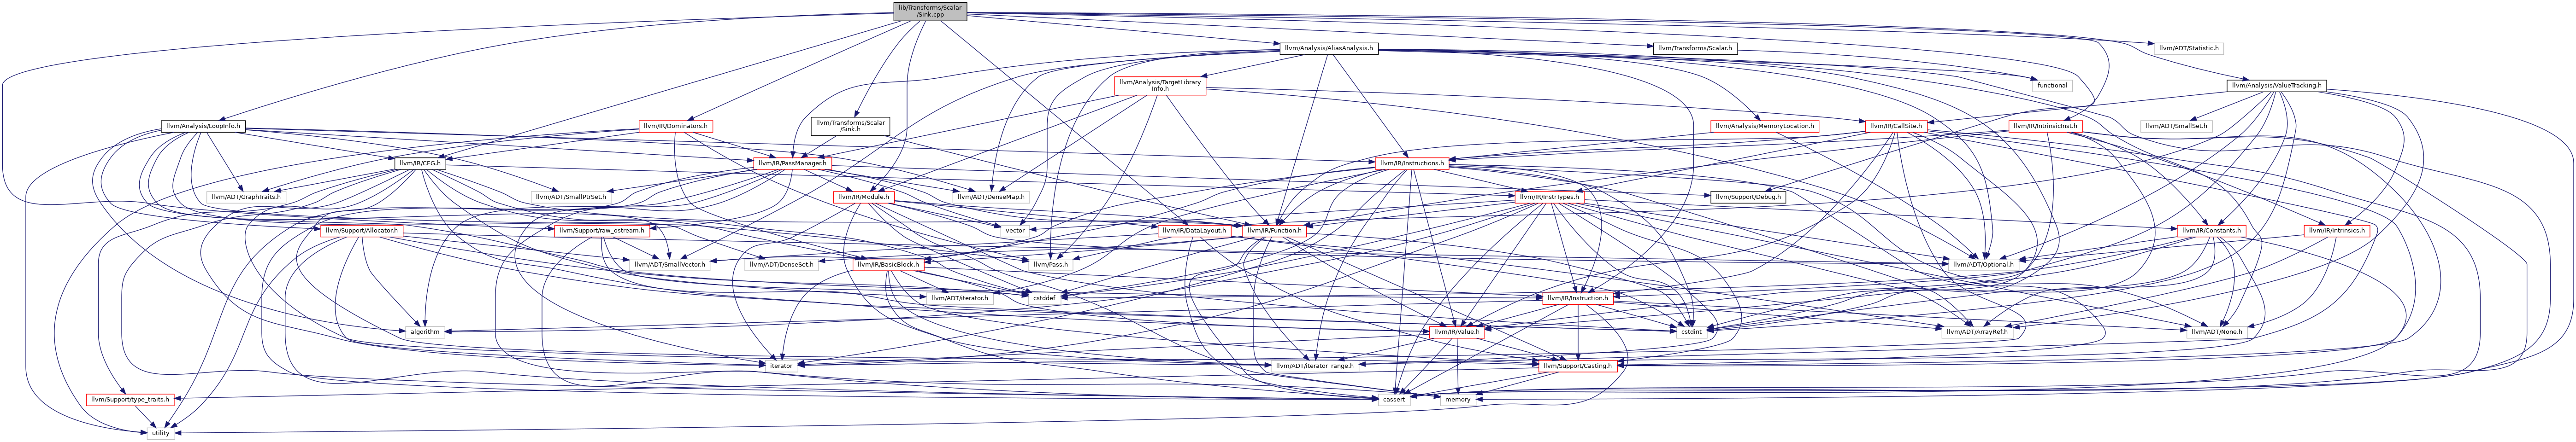 lib/Transforms/Scalar
/Sink.cpp
llvm/Analysis/AliasAnalysis.h
llvm/Transforms/Scalar.h
llvm/ADT/Statistic.h
llvm/Analysis/TargetLibrary
Info.h
functional
llvm/Analysis/ValueTracking.h
llvm/Analysis/LoopInfo.h
llvm/IR/Dominators.h
llvm/Transforms/Scalar
/Sink.h
llvm/Analysis/MemoryLocation.h
llvm/IR/CallSite.h
llvm/IR/IntrinsicInst.h
llvm/ADT/SmallSet.h
llvm/IR/CFG.h
llvm/IR/PassManager.h
llvm/IR/Instructions.h
llvm/ADT/GraphTraits.h
llvm/ADT/SmallPtrSet.h
llvm/IR/Module.h
llvm/ADT/DenseMap.h
llvm/IR/InstrTypes.h
llvm/Support/Debug.h
llvm/Support/Allocator.h
llvm/Support/raw_ostream.h
vector
llvm/IR/DataLayout.h
llvm/IR/Function.h
llvm/IR/Constants.h
llvm/IR/Intrinsics.h
llvm/ADT/SmallVector.h
llvm/ADT/DenseSet.h
llvm/IR/BasicBlock.h
llvm/Pass.h
llvm/ADT/Optional.h
llvm/ADT/iterator.h
cstddef
llvm/IR/Instruction.h
algorithm
llvm/IR/Value.h
cstdint
llvm/ADT/ArrayRef.h
llvm/ADT/None.h
iterator
llvm/ADT/iterator_range.h
llvm/Support/Casting.h
llvm/Support/type_traits.h
memory
cassert
utility